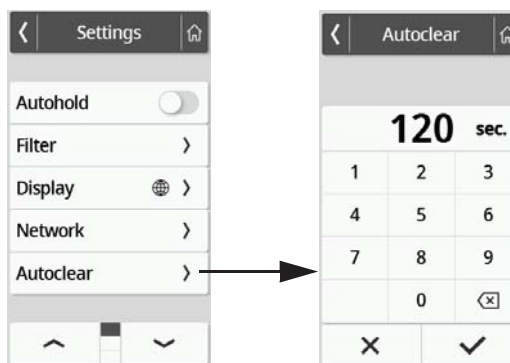 Settings
Autohold
Filter
Display
Network
Autoclear
Autoclear
120 sec.
1 2 3
4 5 6
7 8 9
0